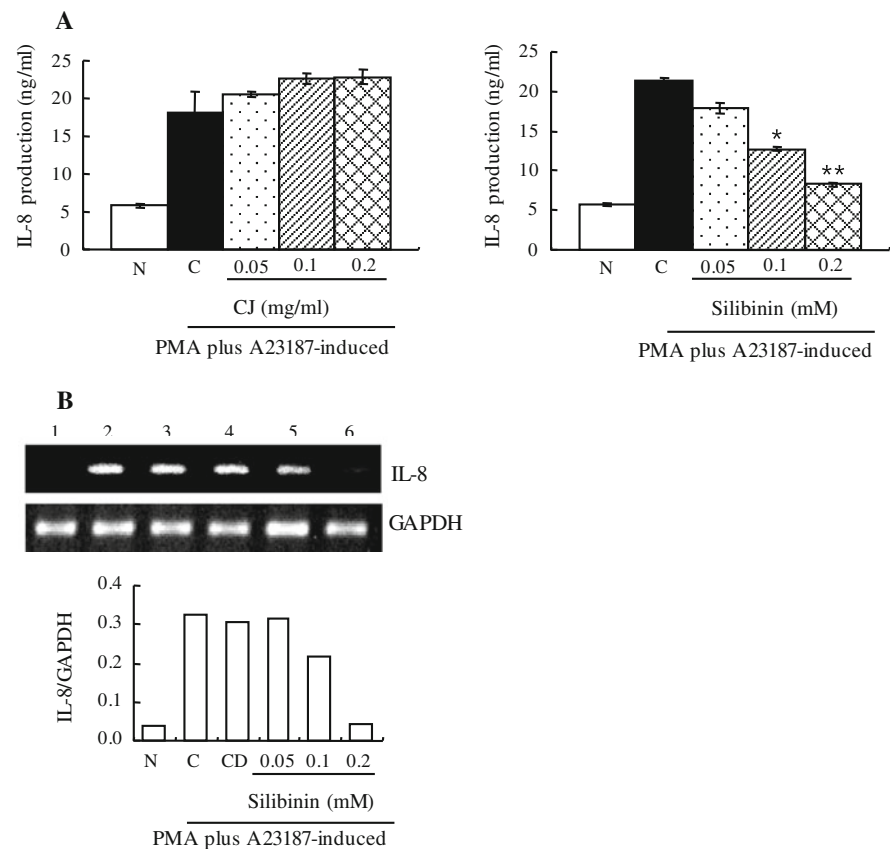 A
IL-8 production (ng/ml)
25
20
15
10
5
0
N C 0.05 0.1 0.2
CJ (mg/ml)
PMA plus A23187-induced
IL-8 production (ng/ml)
25
20
15
10
5
0
* **
N C 0.05 0.1 0.2
Silibinin (mM)
PMA plus A23187-induced
B
1 2 3 4 5 6
IL-8
GAPDH
IL-8/GAPDH
0.4
0.3
0.2
0.1
0.0
N C CD 0.05 0.1 0.2
Silibinin (mM)
PMA plus A23187-induced